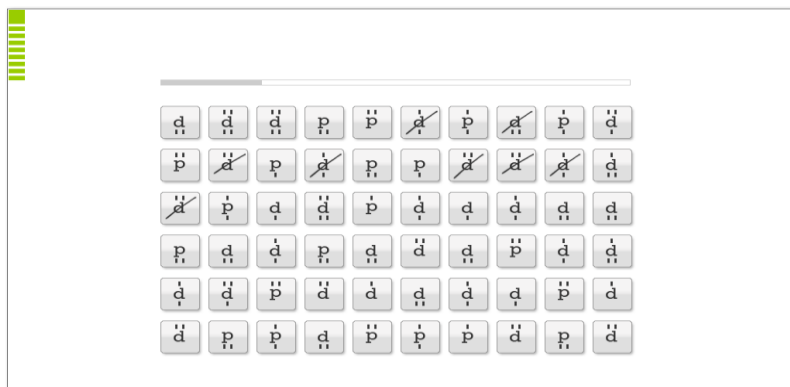 d d d p p d p d p d
p d p d p p d d d d
d p d d p d d d d d
p d d p d d d p d d
d d p d d d d d p d
d p p d p p p d p d